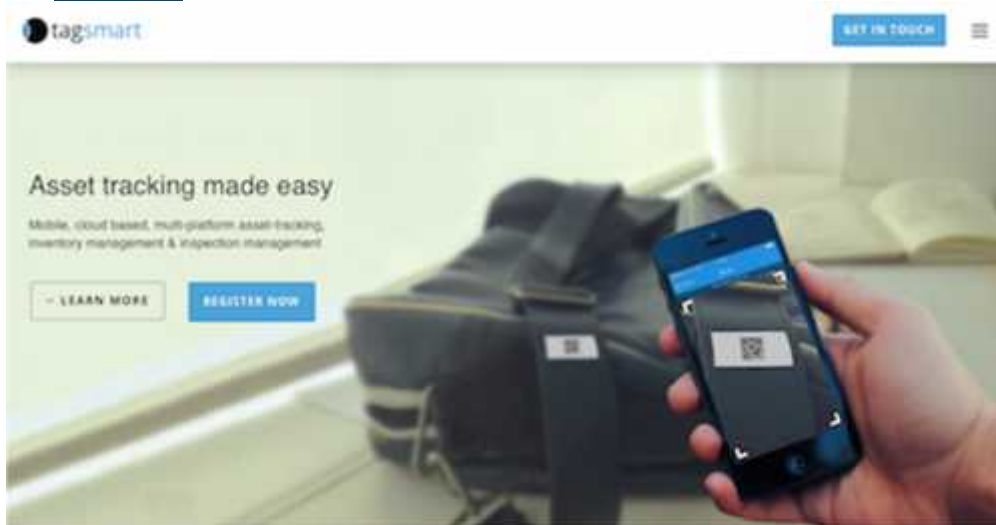 tagsmart
GET IN TOUCH
Asset tracking made easy
Mobile, cloud based, multi-platform asset-tracking,
inventory management & inspection management
LEARN MORE
REGISTER NOW